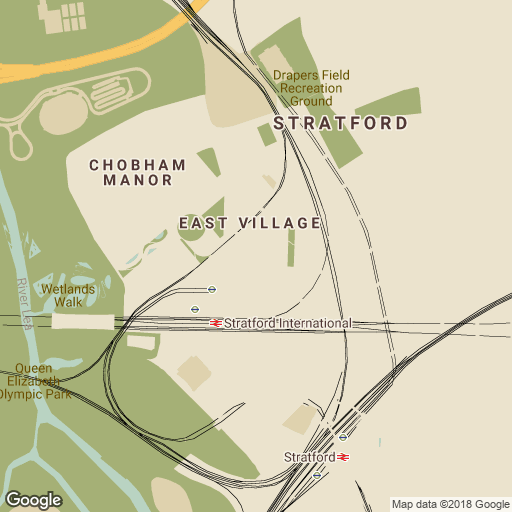 Drapers Field
Recreation
Ground
STRATFORD
CHOBHAM
MANOR
EAST VILLAGE
River Lea
Wetlands
Walk
Stratford International
Queen
Elizabeth
Olympic Park
Stratford
Google
Map data ©2018 Google